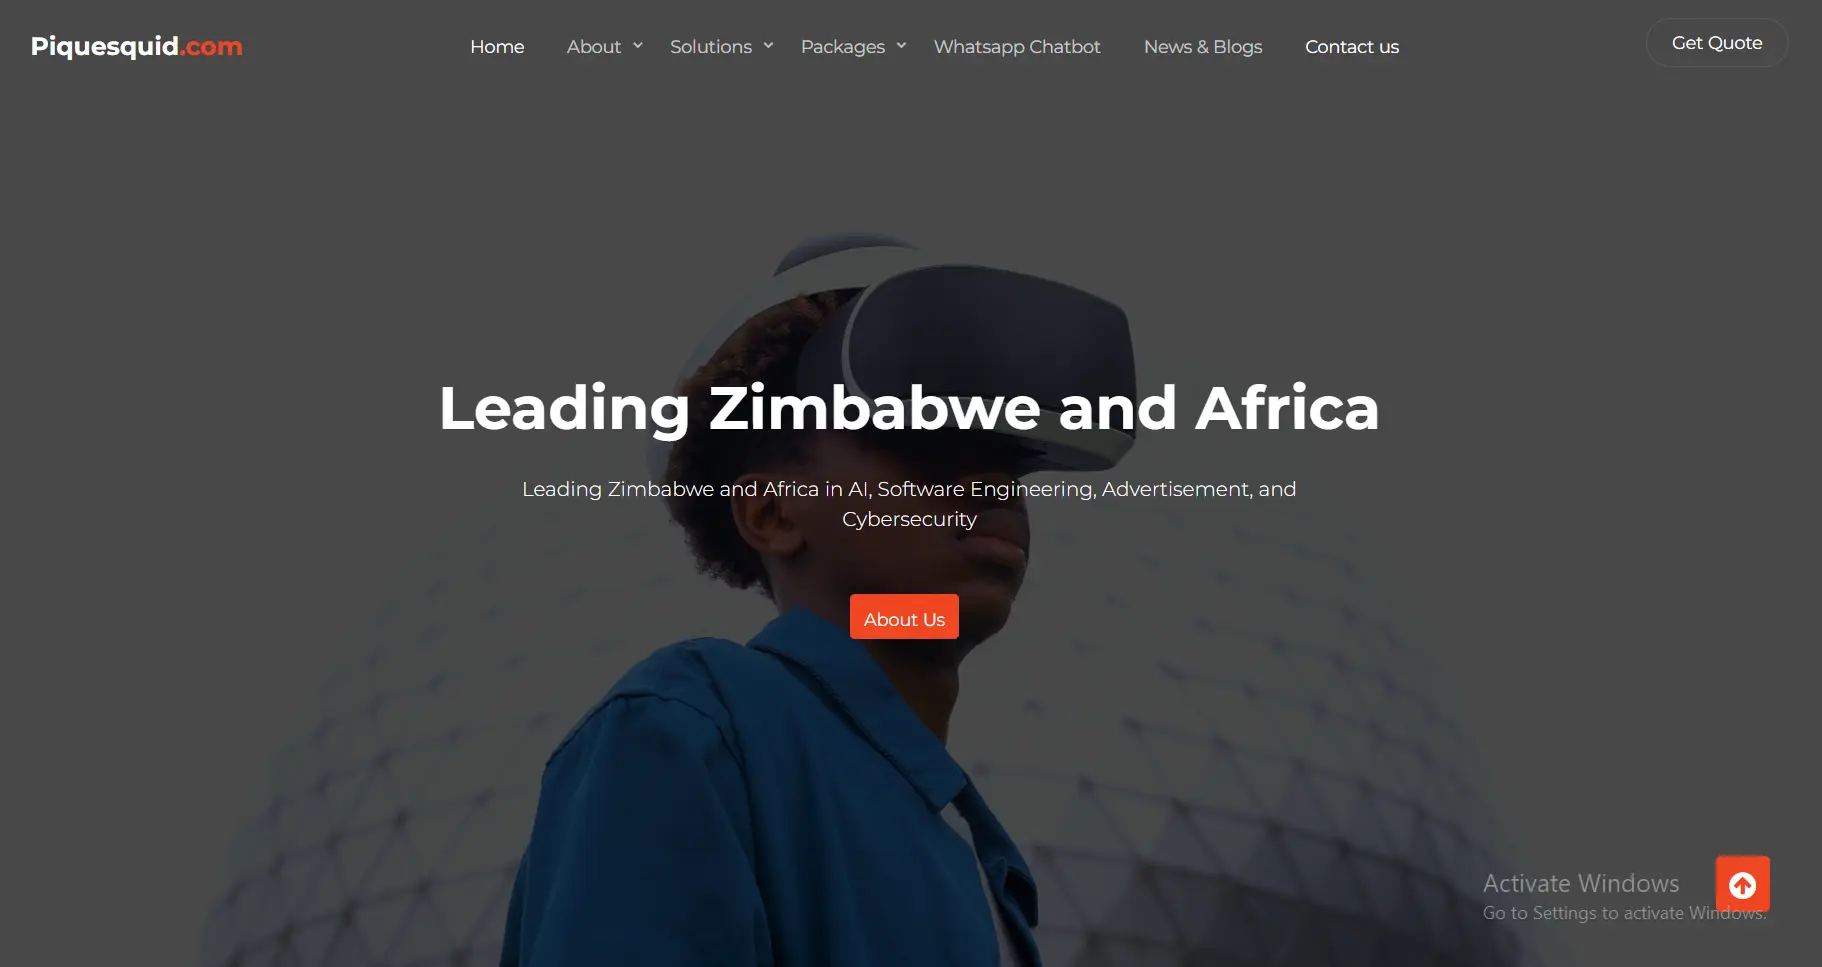 Piquesquid.com
Home
About
Solutions
Packages
Whatsapp Chatbot
News & Blogs
Contact us
Get Quote
Leading Zimbabwe and Africa
Leading Zimbabwe and Africa in AI, Software Engineering, Advertisement, and
Cybersecurity
About Us
Activate Windows
Go to Settings to activate Windows.